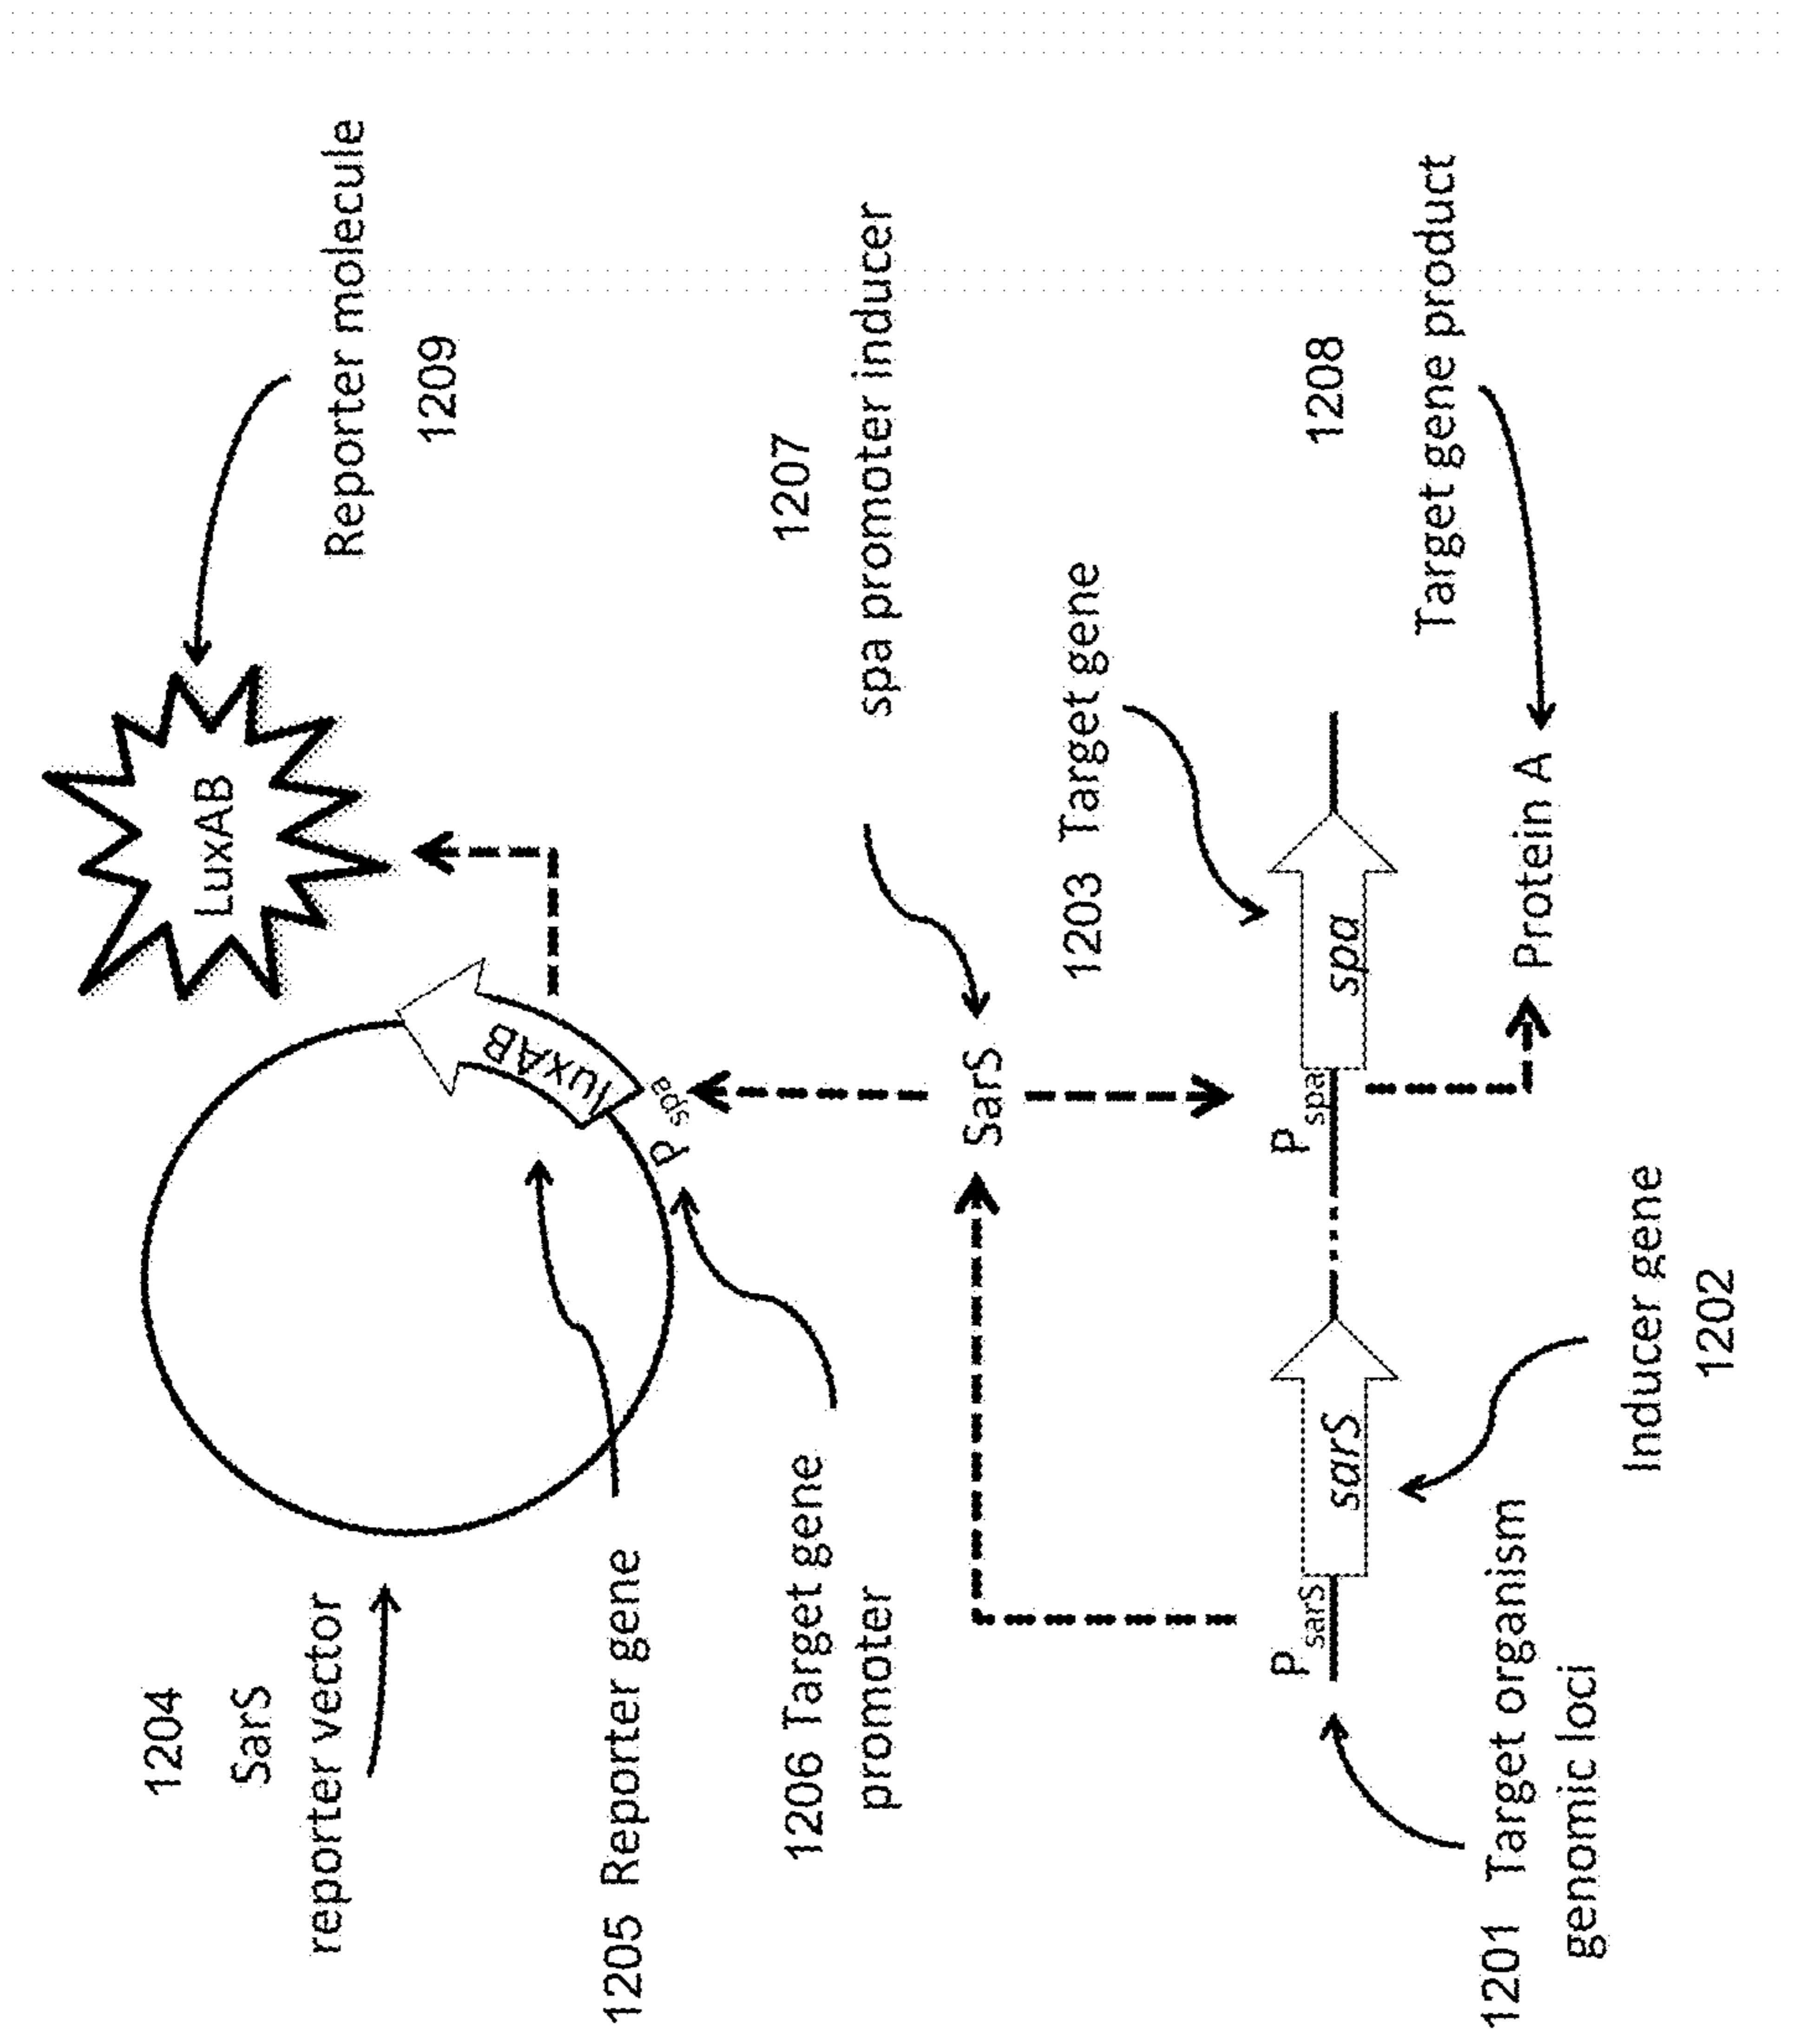 1204
SarS
reporter vector
1205 Reporter gene
1206 Target gene
promoter
luxAB
P spa
LuxAB
Reporter molecule
1209
1207
spa promoter inducer
SarS
1203 Target gene
P sarS
sarS
P spa
spa
1208
Target gene product
Protein A
1201 Target organism
genomic loci
Inducer gene
1202